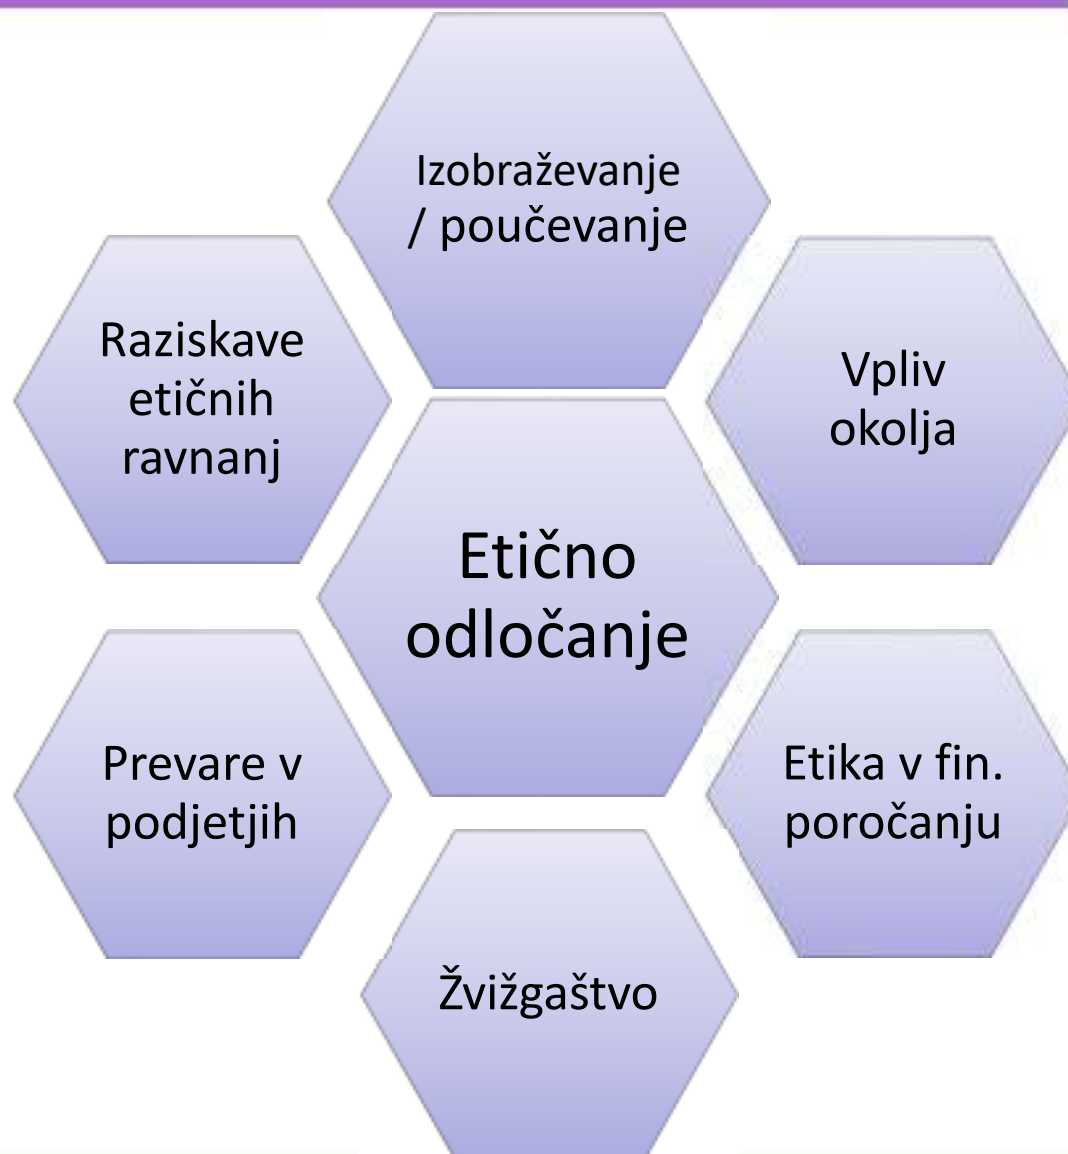 Izobraževanje
/ poučevanje
Raziskave
etičnih
ravnanj
Vpliv
okolja
Etično
odločanje
Prevare v
podjetjih
Etika v fin.
poročanju
Žvižgaštvo